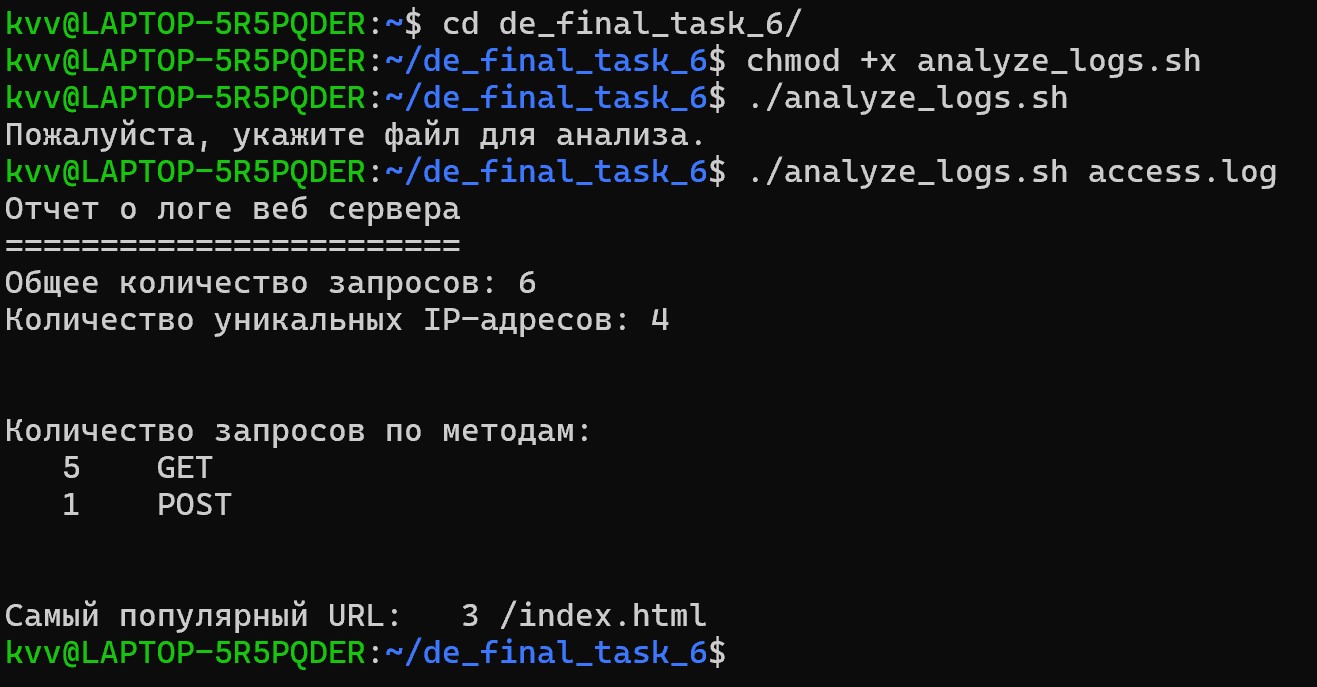 kvv@LAPTOP-5R5PQDER:~$ cd de_final_task_6/
kvv@LAPTOP-5R5PQDER:~/de_final_task_6$ chmod +x analyze_logs.sh
kvv@LAPTOP-5R5PQDER:~/de_final_task_6$ ./analyze_logs.sh
Пожалуйста, укажите файл для анализа.
kvv@LAPTOP-5R5PQDER:~/de_final_task_6$ ./analyze_logs.sh access.log
Отчет о логе веб сервера
========================
Общее количество запросов: 6
Количество уникальных IP-адресов: 4
Количество запросов по методам:
   5    GET
   1    POST
Самый популярный URL:   3 /index.html
kvv@LAPTOP-5R5PQDER:~/de_final_task_6$